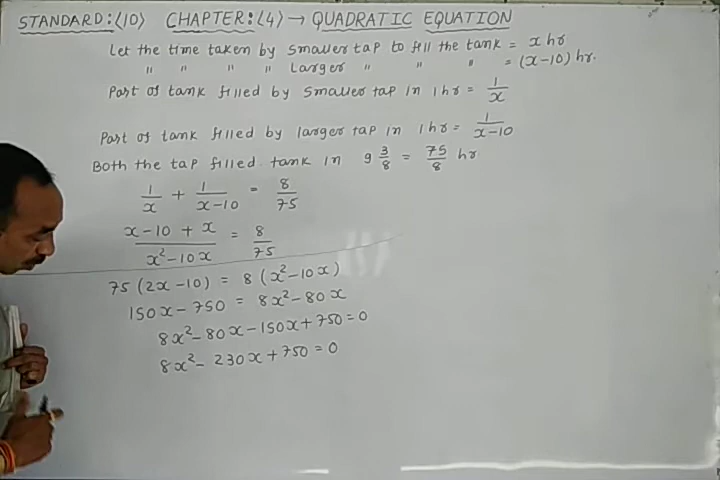 STANDARD:(10) CHAPTER:(4) → QUADRATIC EQUATION
Let the time taken by smaller tap to fill the tank = x hr
" " " " Larger " " " = (x-10) hr.
Part of tank filled by smaller tap in 1hr = 1/x
Part of tank filled by larger tap in 1hr = 1/(x-10)
Both the tap filled tank in 9 3/8 = 75/8 hr
1/x + 1/(x-10) = 8/75
(x-10+x)/(x²-10x) = 8/75
75(2x-10) = 8(x²-10x)
150x-750 = 8x²-80x
8x²-80x-150x+750=0
8x²-230x+750=0